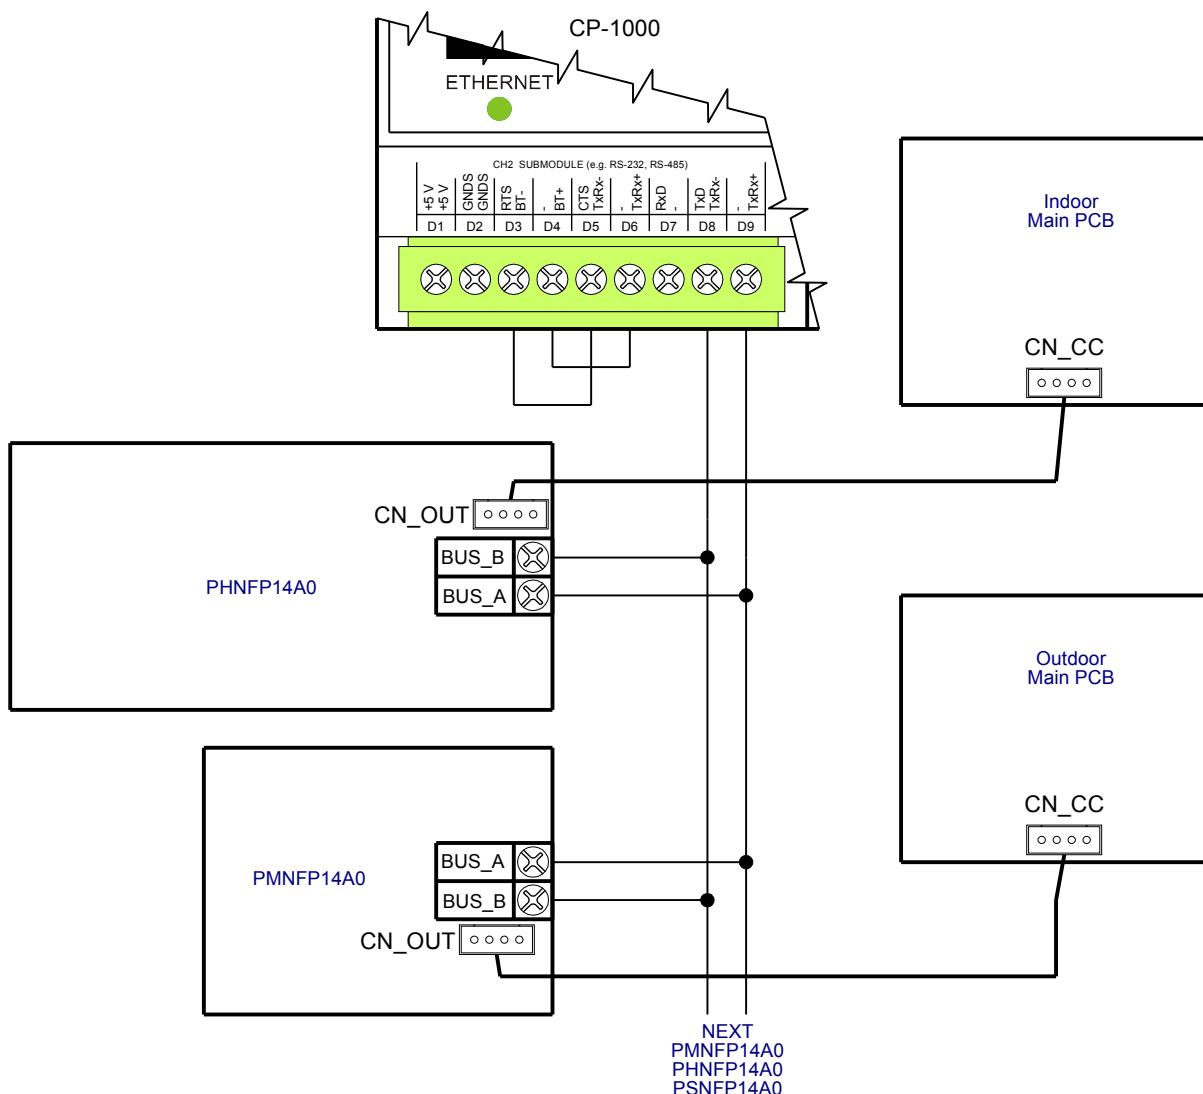 CP-1000
ETHERNET
CH2 SUBMODULE (e.g. RS-232, RS-485)
+5 V
+5 V
GNDS
GNDS
RTS
BT-
-
BT+
CTS
TxRx-
-
TxRx+
RxD
-
TxD
TxRx-
-
TxRx+
D1 D2 D3 D4 D5 D6 D7 D8 D9
Indoor
Main PCB
CN_CC
CN_OUT
BUS_B
BUS_A
PHNFP14A0
Outdoor
Main PCB
CN_CC
BUS_A
PMNFP14A0
BUS_B
CN_OUT
NEXT
PMNFP14A0
PHNFP14A0
PSNFP14A0